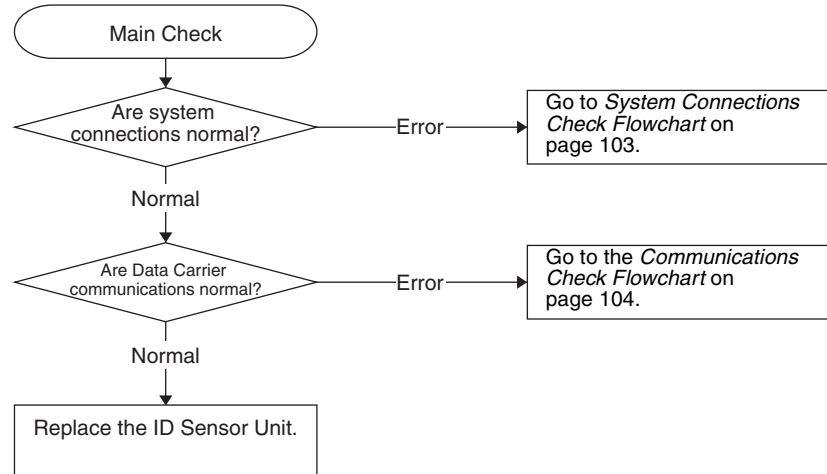 Main Check
Are system
connections normal?
Error
Go to System Connections
Check Flowchart on
page 103.
Normal
Are Data Carrier
communications normal?
Error
Go to the Communications
Check Flowchart on
page 104.
Normal
Replace the ID Sensor Unit.